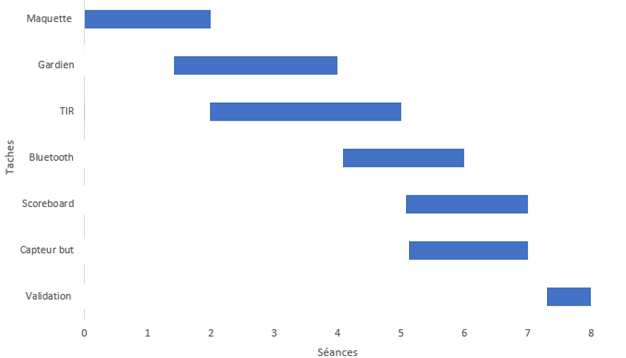 Maquette
Gardien
TIR
Bluetooth
Scoreboard
Capteur but
Validation
Taches
0 1 2 3 4 5 6 7 8
Séances